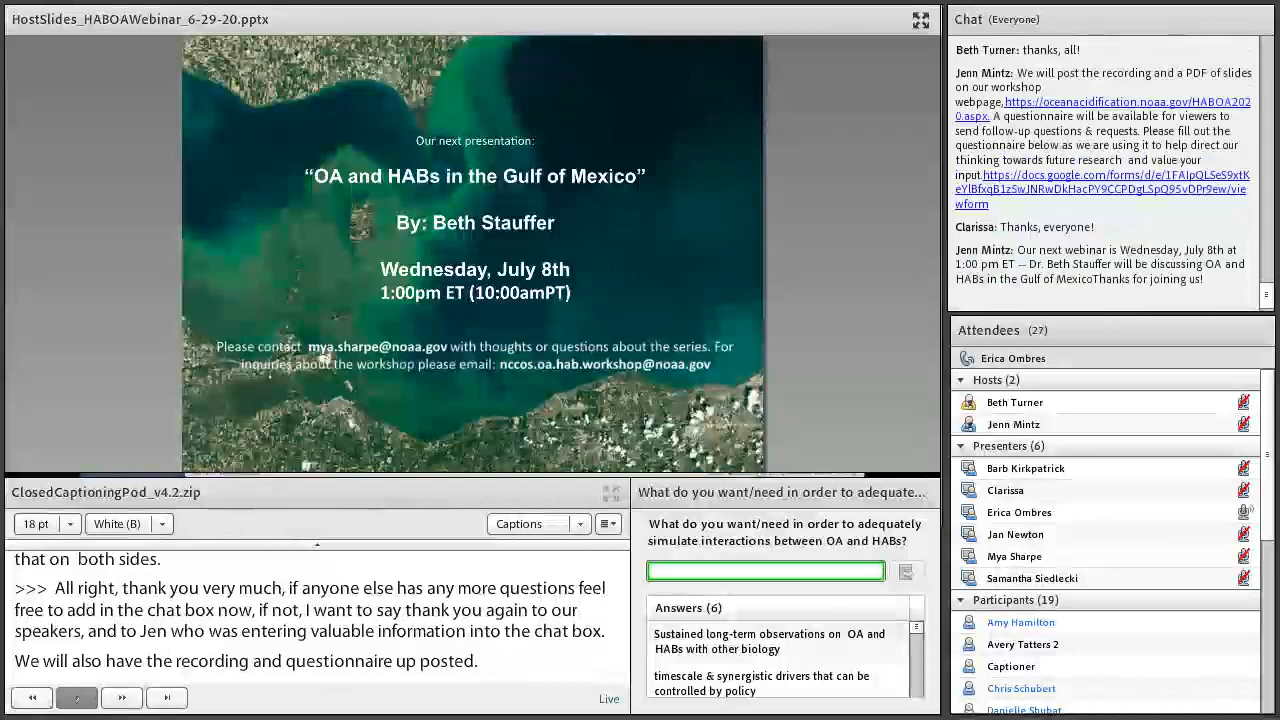 HostSlides_HABOAWebinar_6-29-20.pptx
Our next presentation:
“OA and HABs in the Gulf of Mexico”
By: Beth Stauffer
Wednesday, July 8th
1:00pm ET (10:00amPT)
Please contact mya.sharpe@noaa.gov with thoughts or questions about the series. For
inquiries about the workshop please email: nccos.oa.hab.workshop@noaa.gov
ClosedCaptioningPod_v4.2.zip
18 pt
White (B)
Captions
that on both sides.
>>> All right, thank you very much, if anyone else has any more questions feel
free to add in the chat box now, if not, I want to say thank you again to our
speakers, and to Jen who was entering valuable information into the chat box.
We will also have the recording and questionnaire up posted.
Live
What do you want/need in order to adequate...
What do you want/need in order to adequately
simulate interactions between OA and HABs?
Answers (6)
Sustained long-term observations on OA and
HABs with other biology
timescale & synergistic drivers that can be
controlled by policy
Chat (Everyone)
Beth Turner: thanks, all!
Jenn Mintz: We will post the recording and a PDF of slides
on our workshop
webpage,https://oceanacidification.noaa.gov/HABOA202
0.aspx. A questionnaire will be available for viewers to
send follow-up questions & requests. Please fill out the
questionnaire below as we are using it to help direct our
thinking towards future research and value your
input.https://docs.google.com/forms/d/e/1FAIpQLSeS9xtK
wform
Clarissa: Thanks, everyone!
Jenn Mintz: Our next webinar is Wednesday, July 8th at
1:00 pm ET -- Dr. Beth Stauffer will be discussing OA and
HABs in the Gulf of MexicoThanks for joining us!
Attendees (27)
Erica Ombres
Hosts (2)
Beth Turner
Jenn Mintz
Presenters (6)
Barb Kirkpatrick
Clarissa
Erica Ombres
Jan Newton
Mya Sharpe
Samantha Siedlecki
Participants (19)
Amy Hamilton
Avery Tatters 2
Captioner
Chris Schubert
Danielle Shubat